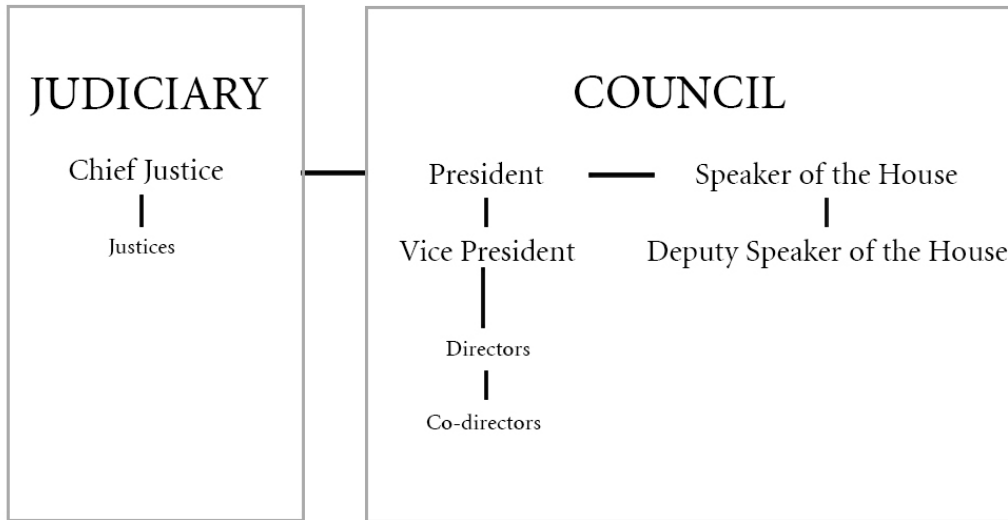 JUDICIARY
Chief Justice
Justices
COUNCIL
President
Speaker of the House
Vice President
Deputy Speaker of the House
Directors
Co-directors